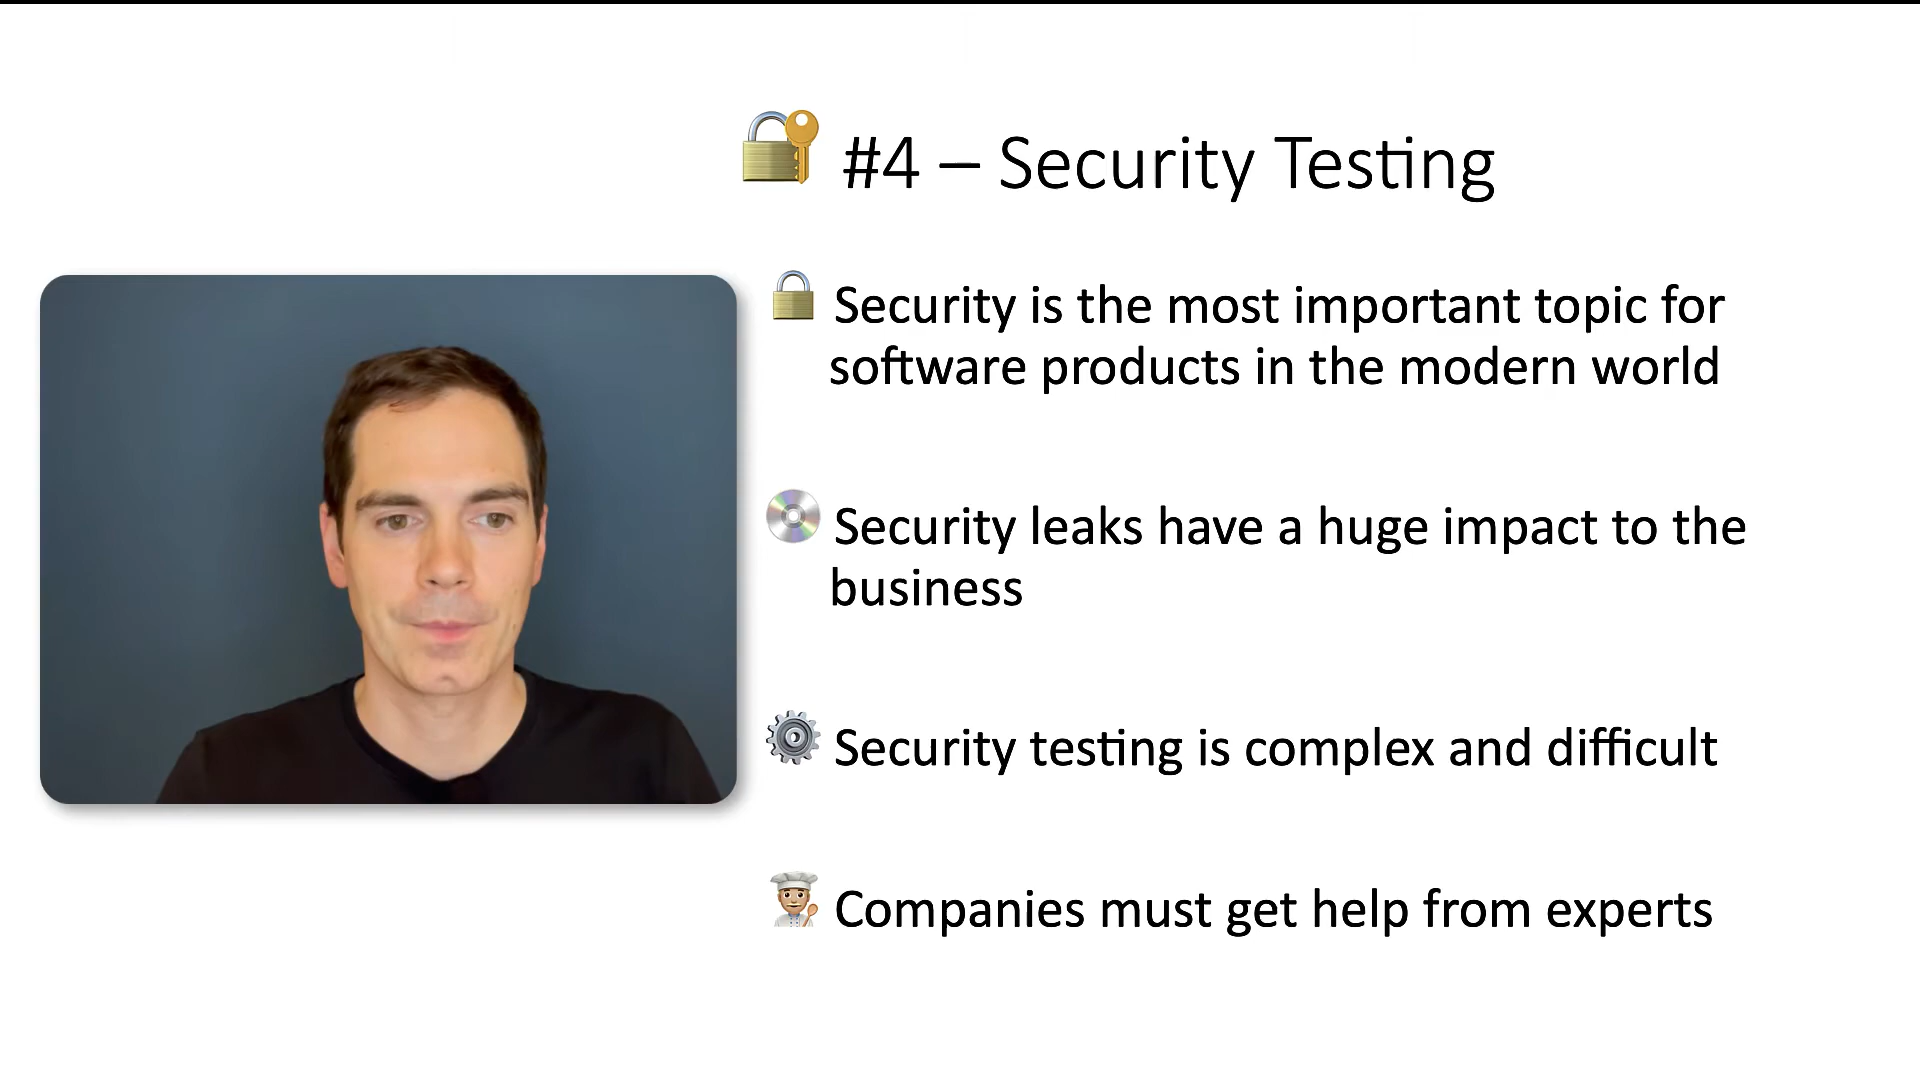 #4 – Security Testing
Security is the most important topic for
software products in the modern world
Security leaks have a huge impact to the
business
Security testing is complex and difficult
Companies must get help from experts